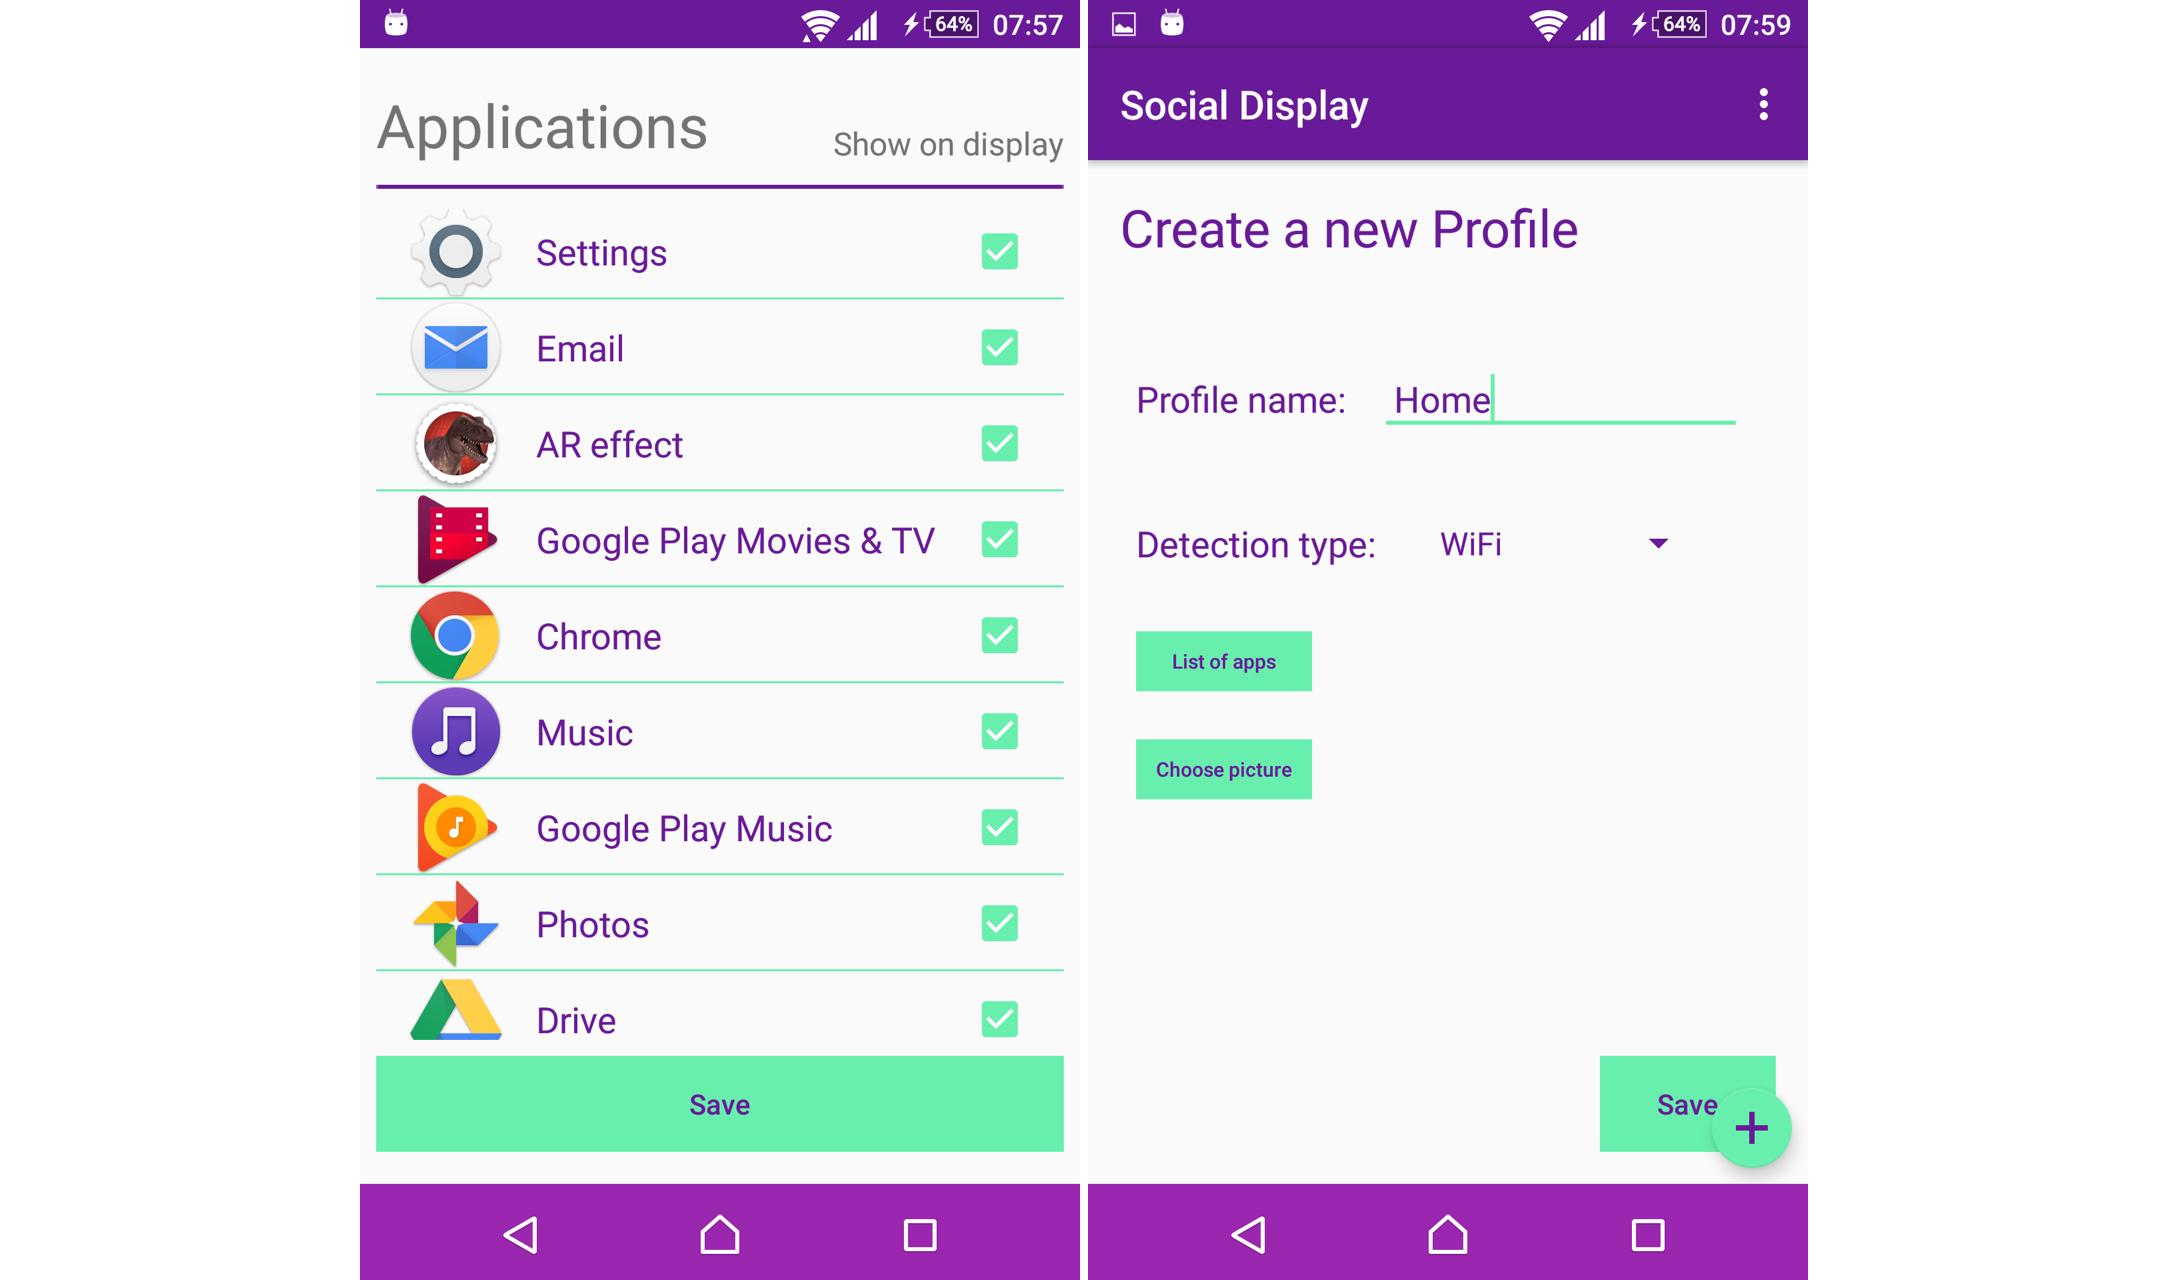 64% 07:57
Applications
Show on display
Settings
Email
AR effect
Google Play Movies & TV
Chrome
Music
Google Play Music
Photos
Drive
Save
64% 07:59
Social Display
Create a new Profile
Profile name: Home
Detection type: WiFi
List of apps
Choose picture
Save